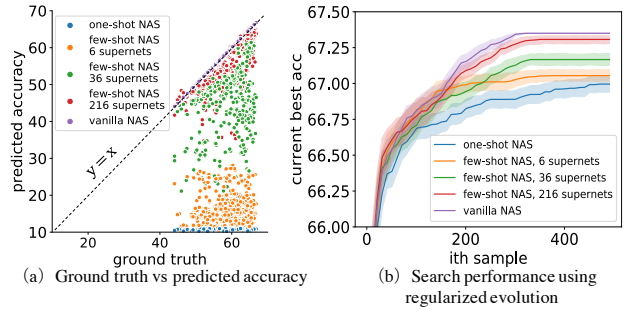 predicted accuracy
70
60
50
40
30
20
10
one-shot NAS
few-shot NAS
6 supernets
few-shot NAS
36 supernets
few-shot NAS
216 supernets
vanilla NAS
y = x
20
40
60
ground truth
(a) Ground truth vs predicted accuracy
current best acc
67.50
67.25
67.00
66.75
66.50
66.25
66.00
one-shot NAS
few-shot NAS, 6 supernets
few-shot NAS, 36 supernets
few-shot NAS, 216 supernets
vanilla NAS
0
200
400
ith sample
(b) Search performance using
regularized evolution